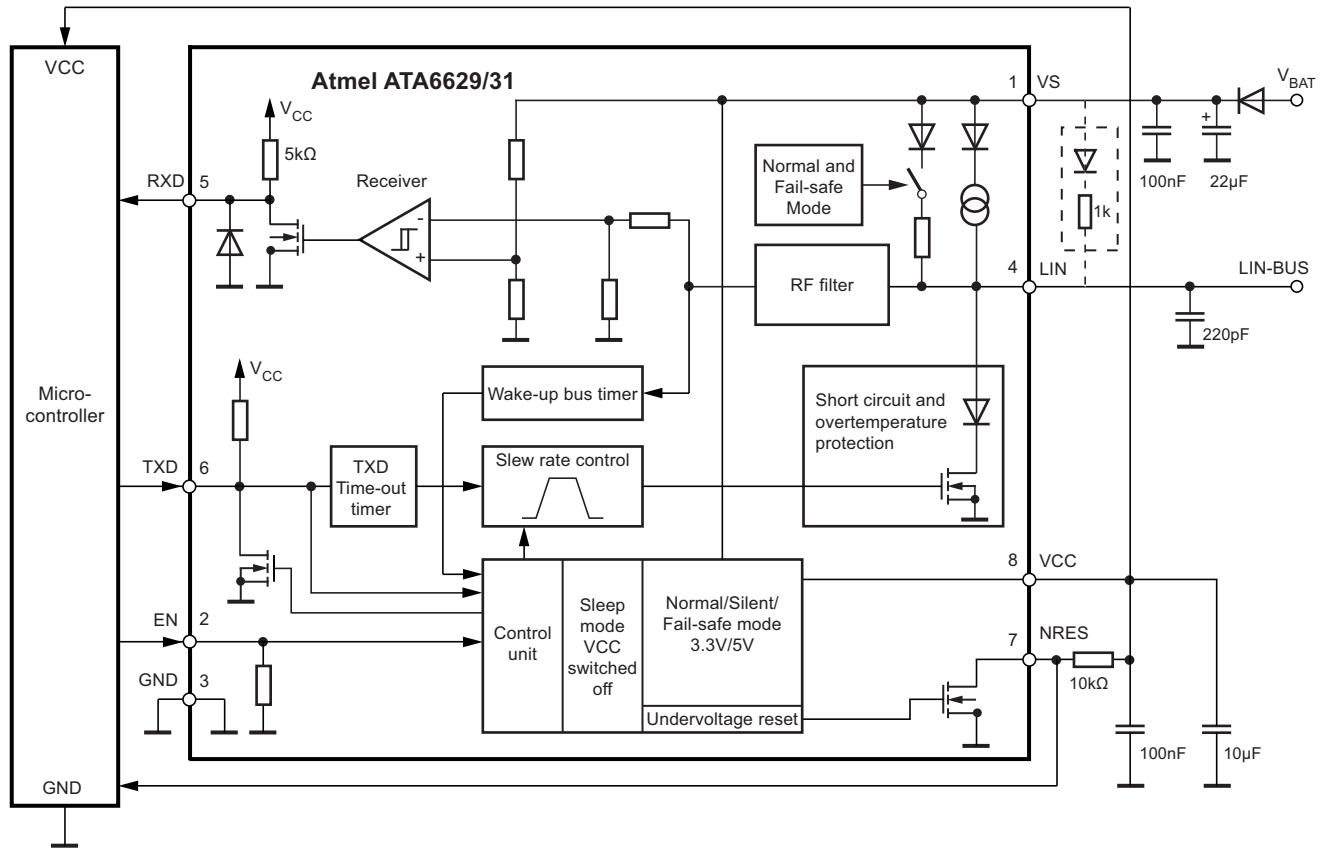 VCC
Atmel ATA6629/31
1
VS
V_BAT
V_CC
5kΩ
RXD
5
Receiver
-
+
Normal and
Fail-safe
Mode
+
100nF
22µF
1k
4
LIN
LIN-BUS
RF filter
220pF
Micro-
controller
V_CC
Wake-up bus timer
Short circuit and
overtemperature
protection
TXD
6
TXD
Time-out
timer
Slew rate control
8
VCC
EN
2
Control
unit
Sleep
mode
VCC
switched
off
Normal/Silent/
Fail-safe mode
3.3V/5V
7
NRES
10kΩ
GND
3
Undervoltage reset
100nF
10µF
GND